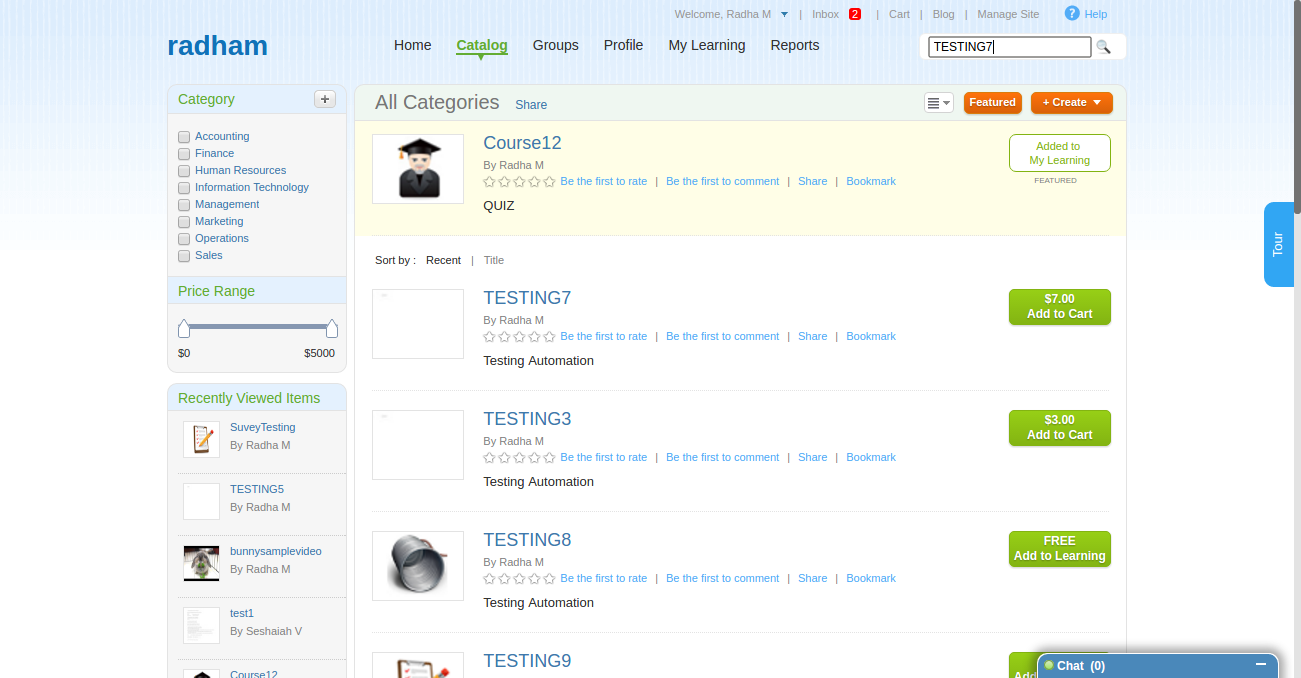 Welcome, Radha M | Inbox 2 | Cart | Blog | Manage Site ? Help
radham
Home Catalog Groups Profile My Learning Reports
TESTING7
Category +
Accounting
Finance
Human Resources
Information Technology
Management
Marketing
Operations
Sales
Price Range
$0 $5000
Recently Viewed Items
SuveyTesting
By Radha M
TESTING5
By Radha M
bunnysamplevideo
By Radha M
test1
By Seshaiah V
Course12
All Categories Share
Featured
+ Create
Course12
By Radha M
Be the first to rate | Be the first to comment | Share | Bookmark
QUIZ
Added to
My Learning
FEATURED
Sort by : Recent | Title
TESTING7
By Radha M
Be the first to rate | Be the first to comment | Share | Bookmark
Testing Automation
$7.00
Add to Cart
TESTING3
By Radha M
Be the first to rate | Be the first to comment | Share | Bookmark
Testing Automation
$3.00
Add to Cart
TESTING8
By Radha M
Be the first to rate | Be the first to comment | Share | Bookmark
Testing Automation
FREE
Add to Learning
TESTING9
Add
Tour
Chat (0)